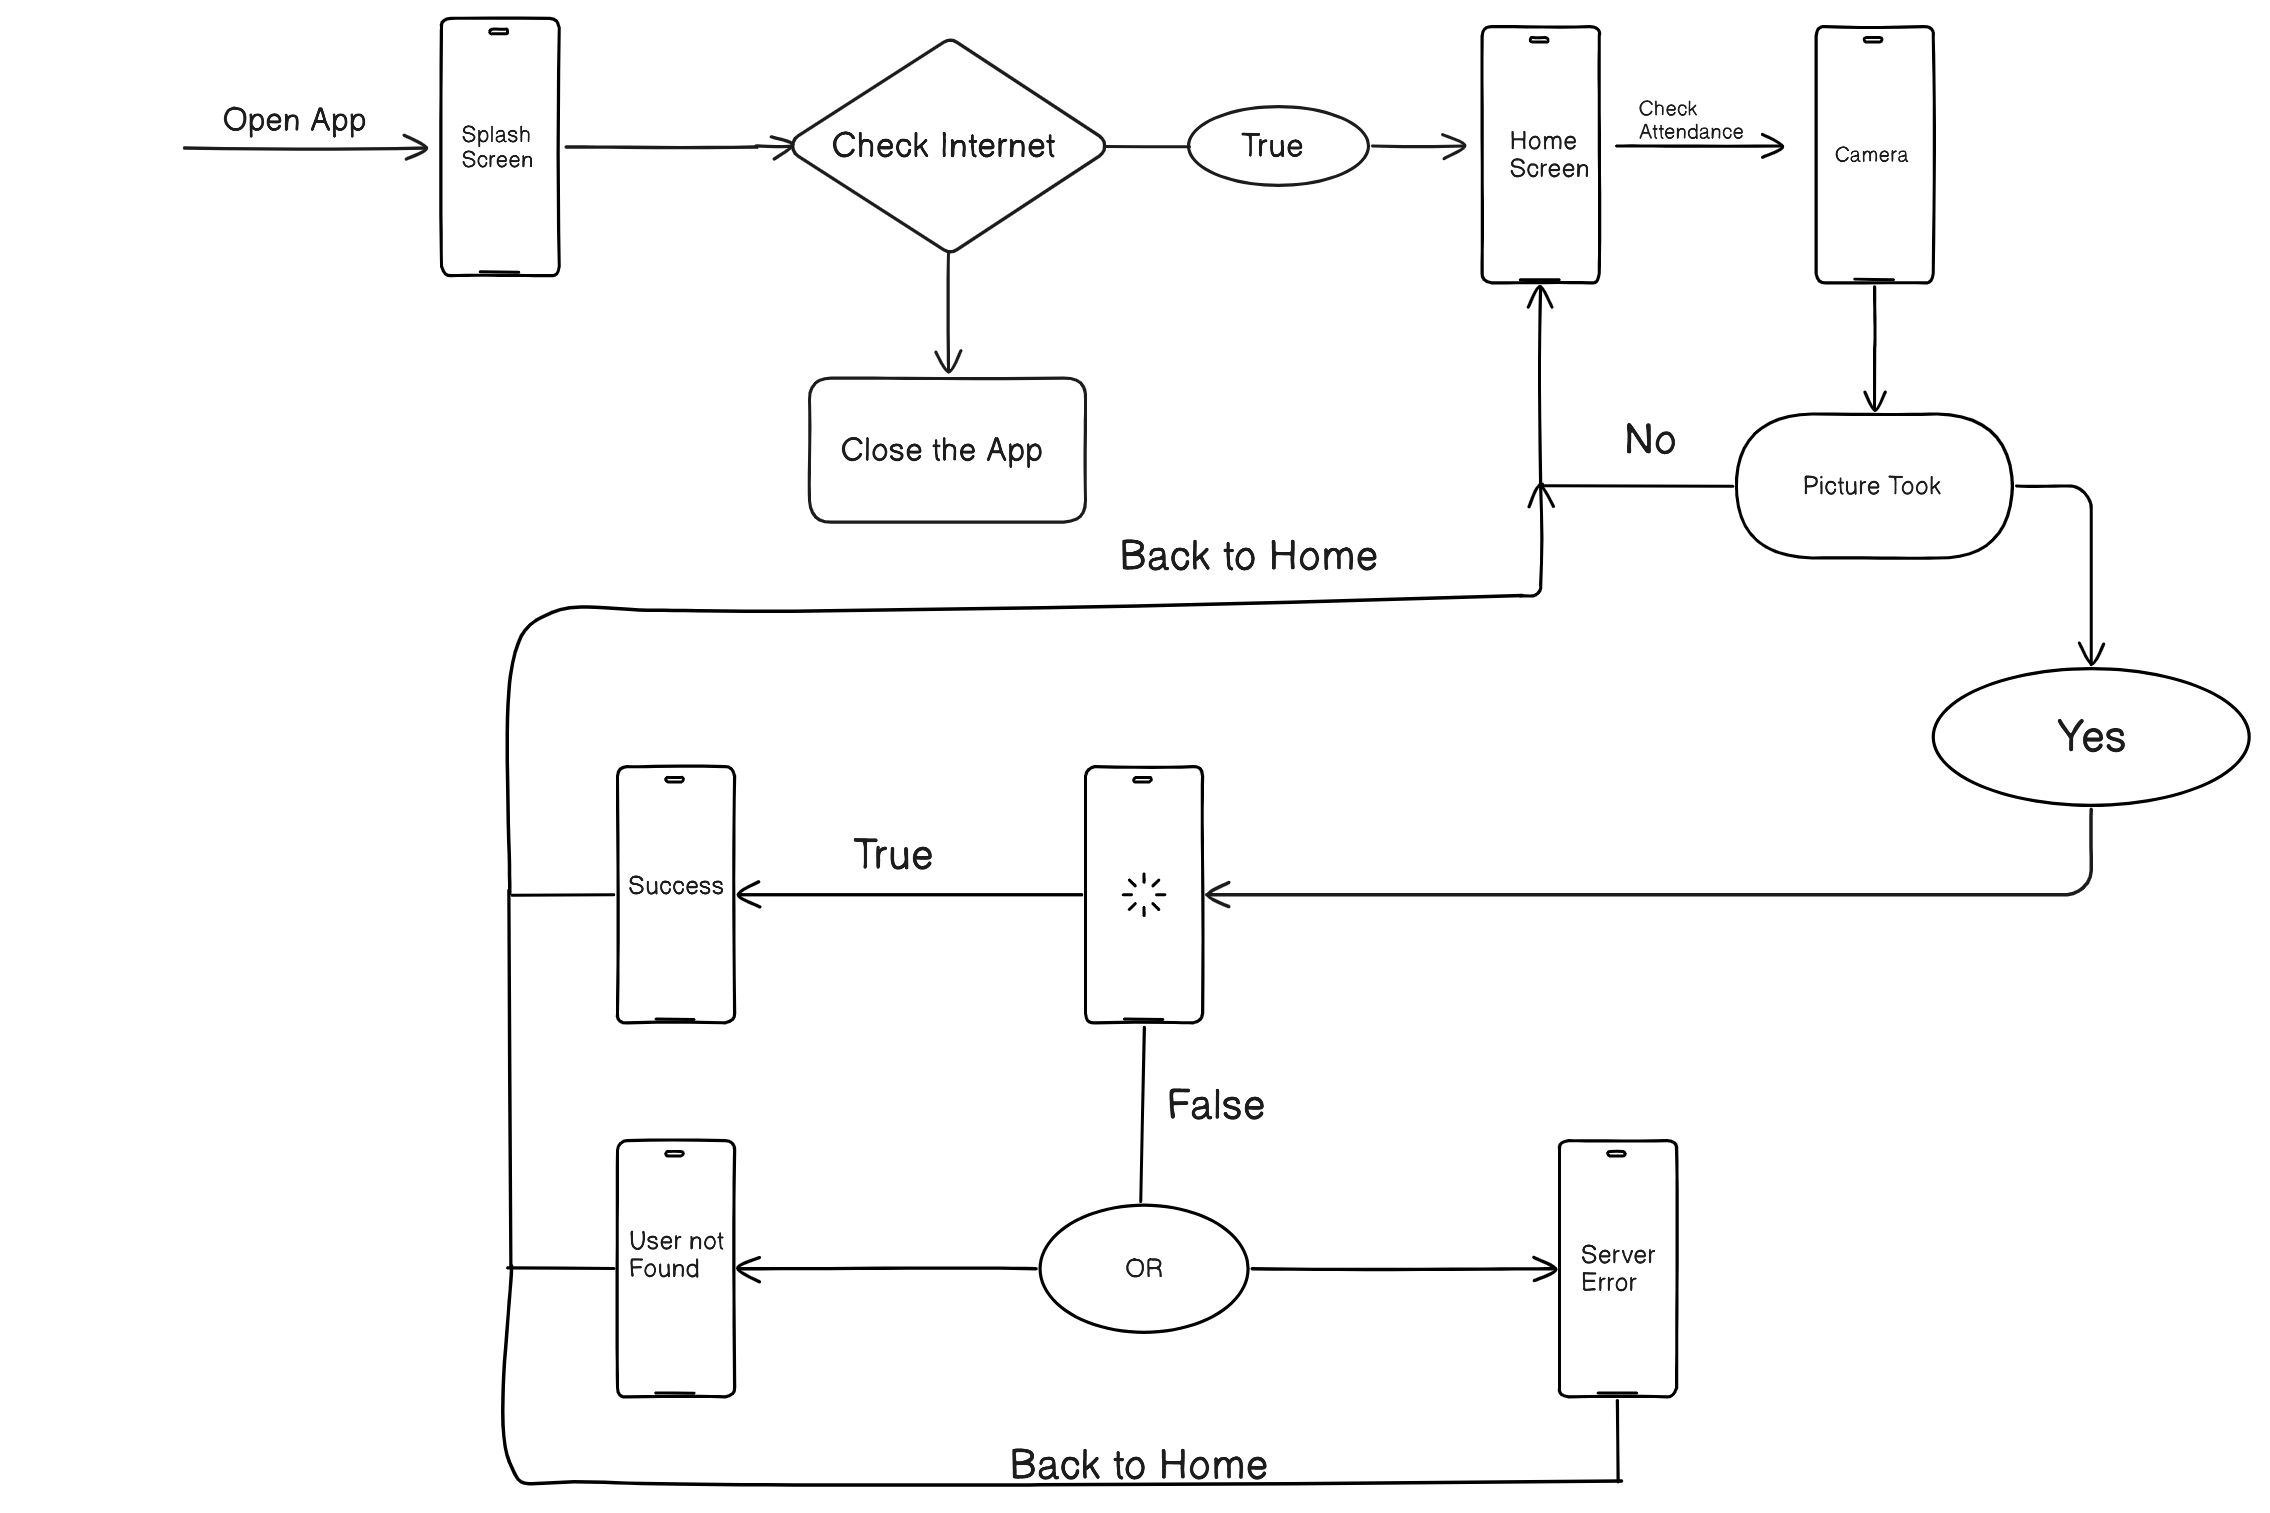 Open App
Splash
Screen
Check Internet
True
Home
Screen
Check
Attendance
Camera
Close the App
No
Picture Took
Back to Home
Yes
Success
True
False
User not
Found
OR
Server
Error
Back to Home